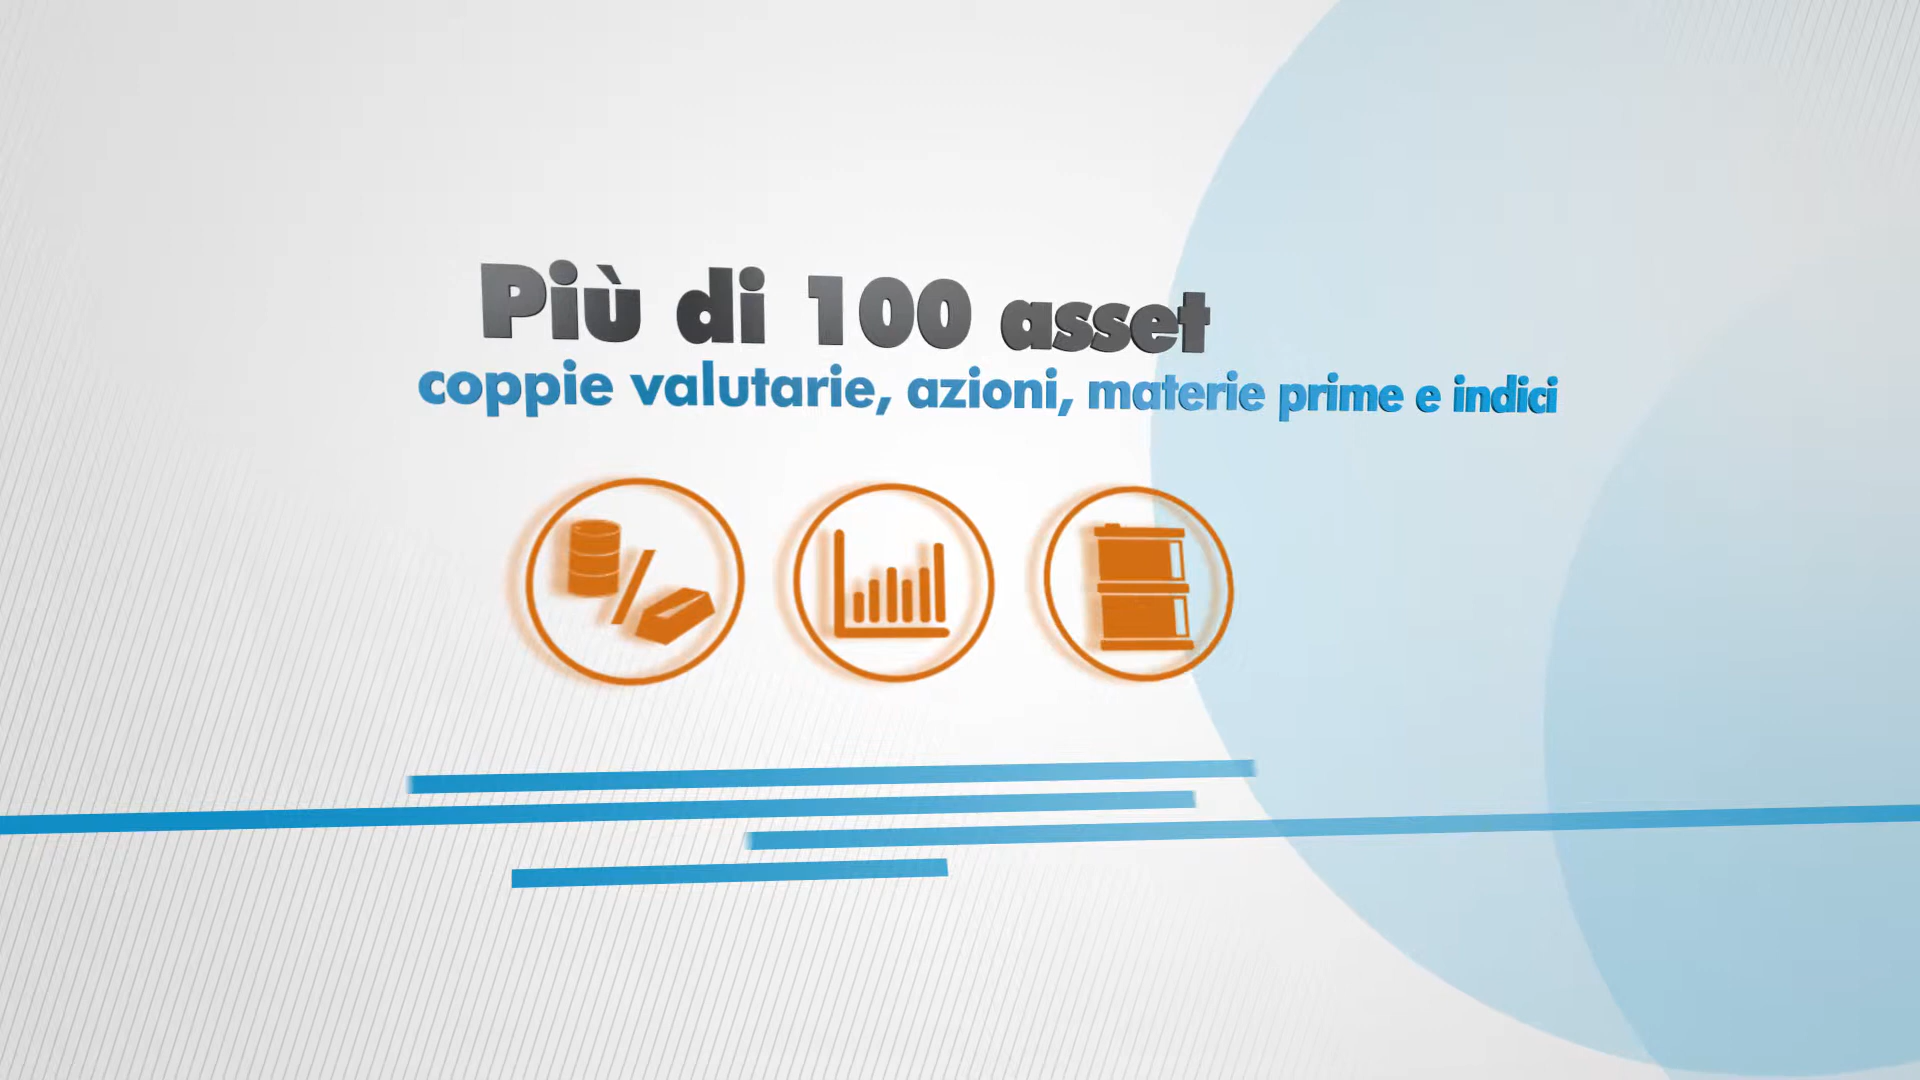 Più di 100 asset
coppie valutarie, azioni, materie prime e indici